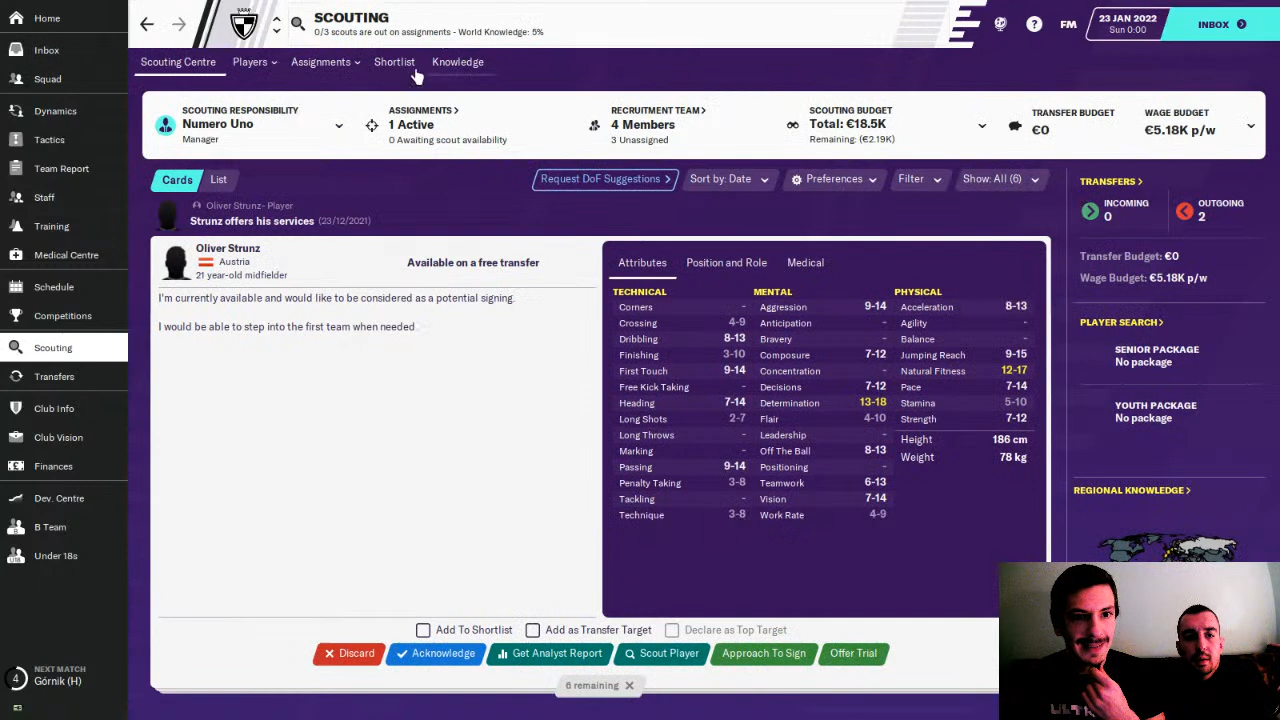 Home
Inbox
Squad
Dynamics
Tactics
Team Report
Staff
Training
Medical Centre
Schedule
Competitions
Scouting
Transfers
Club Info
Club Vision
Finances
Dev. Centre
B Team
Under 18s
4 NEXT MATCH
Górnik (H)
SCOUTING
0/3 scouts are out on assignments - World Knowledge: 5%
FM
23 JAN 2022
Sun 0:00
INBOX
Scouting Centre Players Assignments Shortlist Knowledge
SCOUTING RESPONSIBILITY
Numero Uno
Manager
ASSIGNMENTS >
1 Active
0 Awaiting scout availability
RECRUITMENT TEAM >
4 Members
3 Unassigned
SCOUTING BUDGET
Total: €18.5K
Remaining: (€2.19K)
TRANSFER BUDGET
€0
WAGE BUDGET
€5.18K p/w
Cards List
Request DoF Suggestions >
Sort by: Date
Preferences
Filter
Show: All (6)
Oliver Strunz- Player
Strunz offers his services (23/12/2021)
Oliver Strunz
Austria
21 year-old midfielder
Available on a free transfer
I'm currently available and would like to be considered as a potential signing.
I would be able to step into the first team when needed.
Attributes Position and Role Medical
TECHNICAL
Corners -
Crossing 4-9
Dribbling 8-13
Finishing 3-10
First Touch 9-14
Free Kick Taking -
Heading 7-14
Long Shots 2-7
Long Throws -
Marking -
Passing 9-14
Penalty Taking 3-8
Tackling -
Technique 3-8
MENTAL
Aggression 9-14
Anticipation -
Bravery -
Composure 7-12
Concentration -
Decisions 7-12
Determination 13-18
Flair 4-10
Leadership -
Off The Ball 8-13
Positioning -
Teamwork 6-13
Vision 7-14
Work Rate 4-9
PHYSICAL
Acceleration 8-13
Agility -
Balance -
Jumping Reach 9-15
Natural Fitness 12-17
Pace 7-14
Stamina 5-10
Strength 7-12
Height 186 cm
Weight 78 kg
Add To Shortlist
Add as Transfer Target
Declare as Top Target
Discard
Acknowledge
Get Analyst Report
Scout Player
Approach To Sign
Offer Trial
6 remaining
TRANSFERS >
INCOMING
0
OUTGOING
2
Transfer Budget: €0
Wage Budget: €5.18K p/w
PLAYER SEARCH >
SENIOR PACKAGE
No package
YOUTH PACKAGE
No package
REGIONAL KNOWLEDGE >